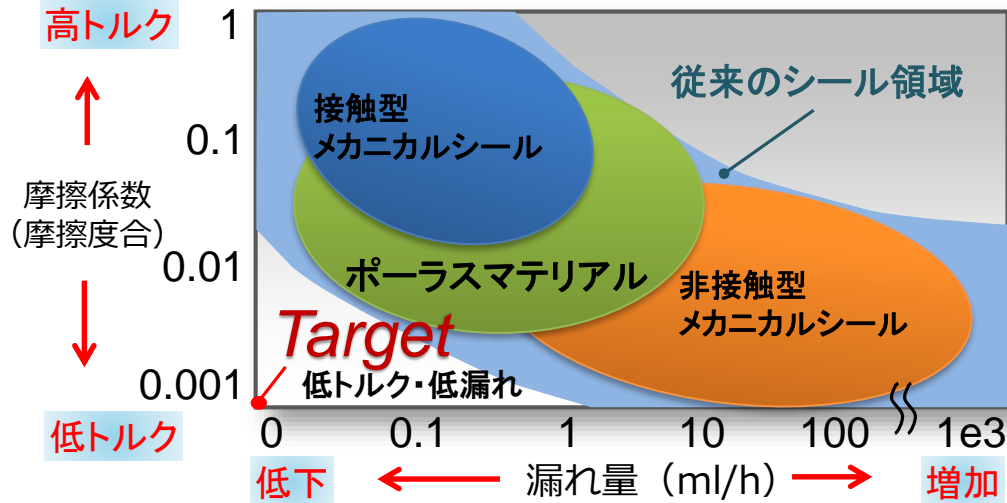 高トルク
1
従来のシール領域
接触型
メカニカルシール
0.1
摩擦係数
（摩擦度合）
0.01
ポーラスマテリアル
非接触型
メカニカルシール
Target
低トルク・低漏れ
0.001
低トルク
0 0.1 1 10 100 1e3
低下
漏れ量（ml/h）
増加